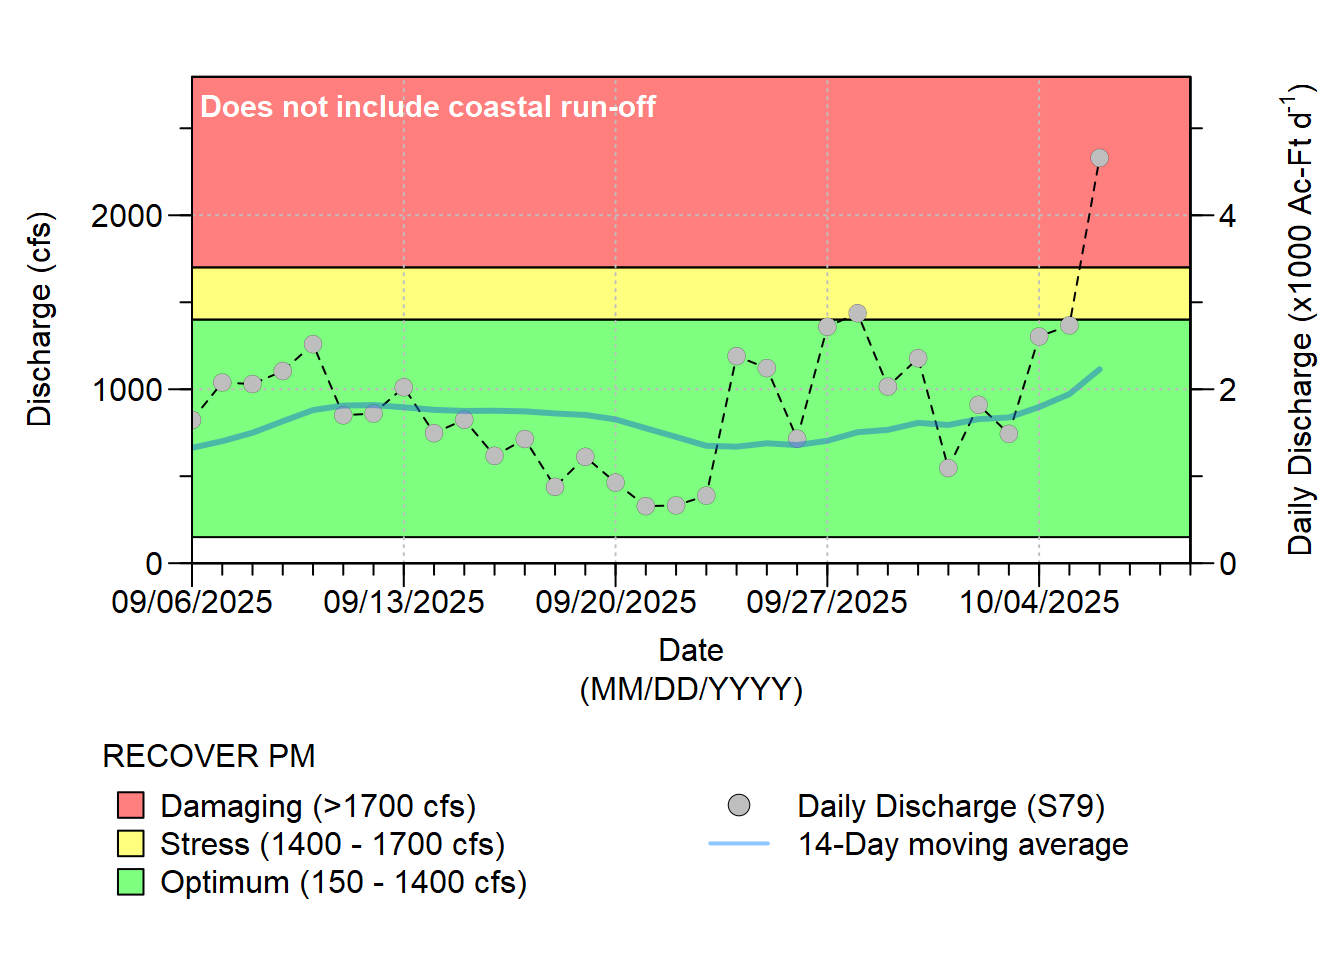 Does not include coastal run-off
Discharge (cfs)
2000
1000
0
4
2
0
Daily Discharge (x1000 Ac-Ft d-1)
09/06/2025 09/13/2025 09/20/2025 09/27/2025 10/04/2025
Date
(MM/DD/YYYY)
RECOVER PM
Damaging (>1700 cfs)
Stress (1400 - 1700 cfs)
Optimum (150 - 1400 cfs)
Daily Discharge (S79)
14-Day moving average